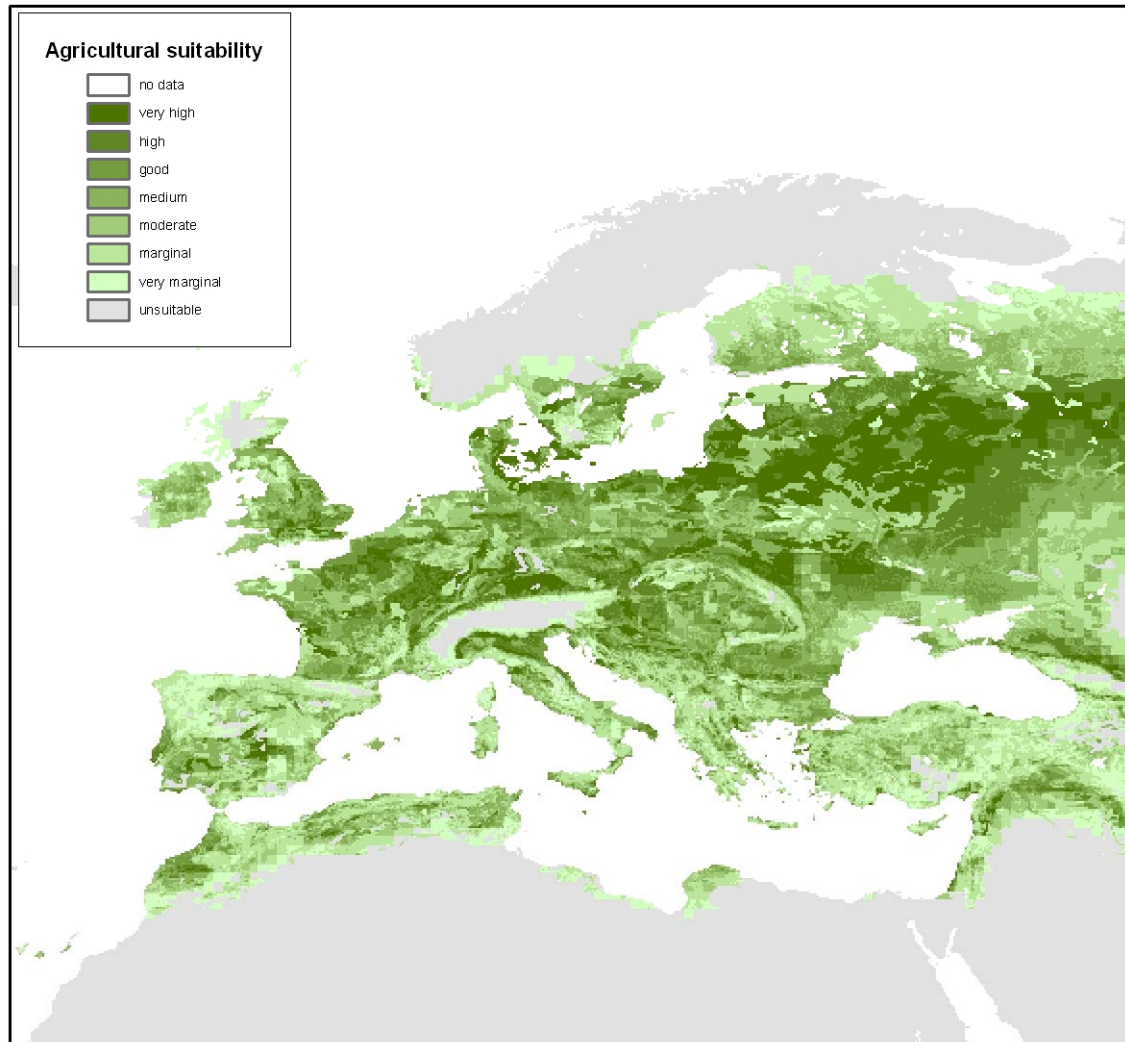 Agricultural suitability
no data
very high
high
good
medium
moderate
marginal
very marginal
unsuitable